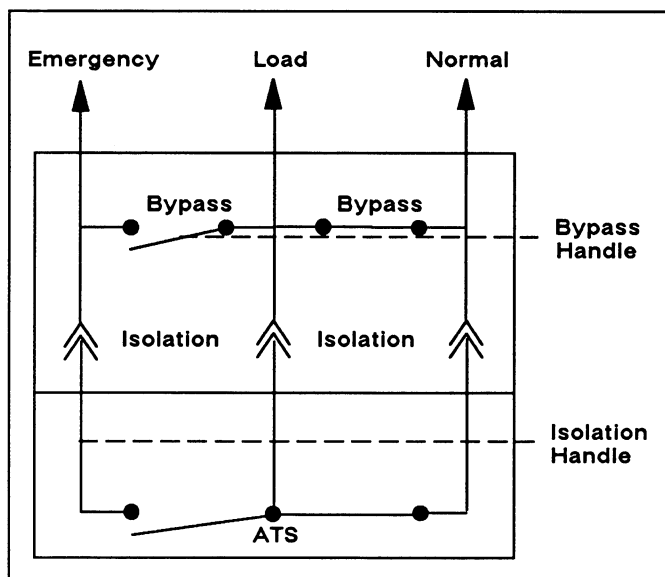 Emergency
Load
Normal
Bypass
Bypass
Bypass
Handle
Isolation
Isolation
Isolation
Handle
ATS